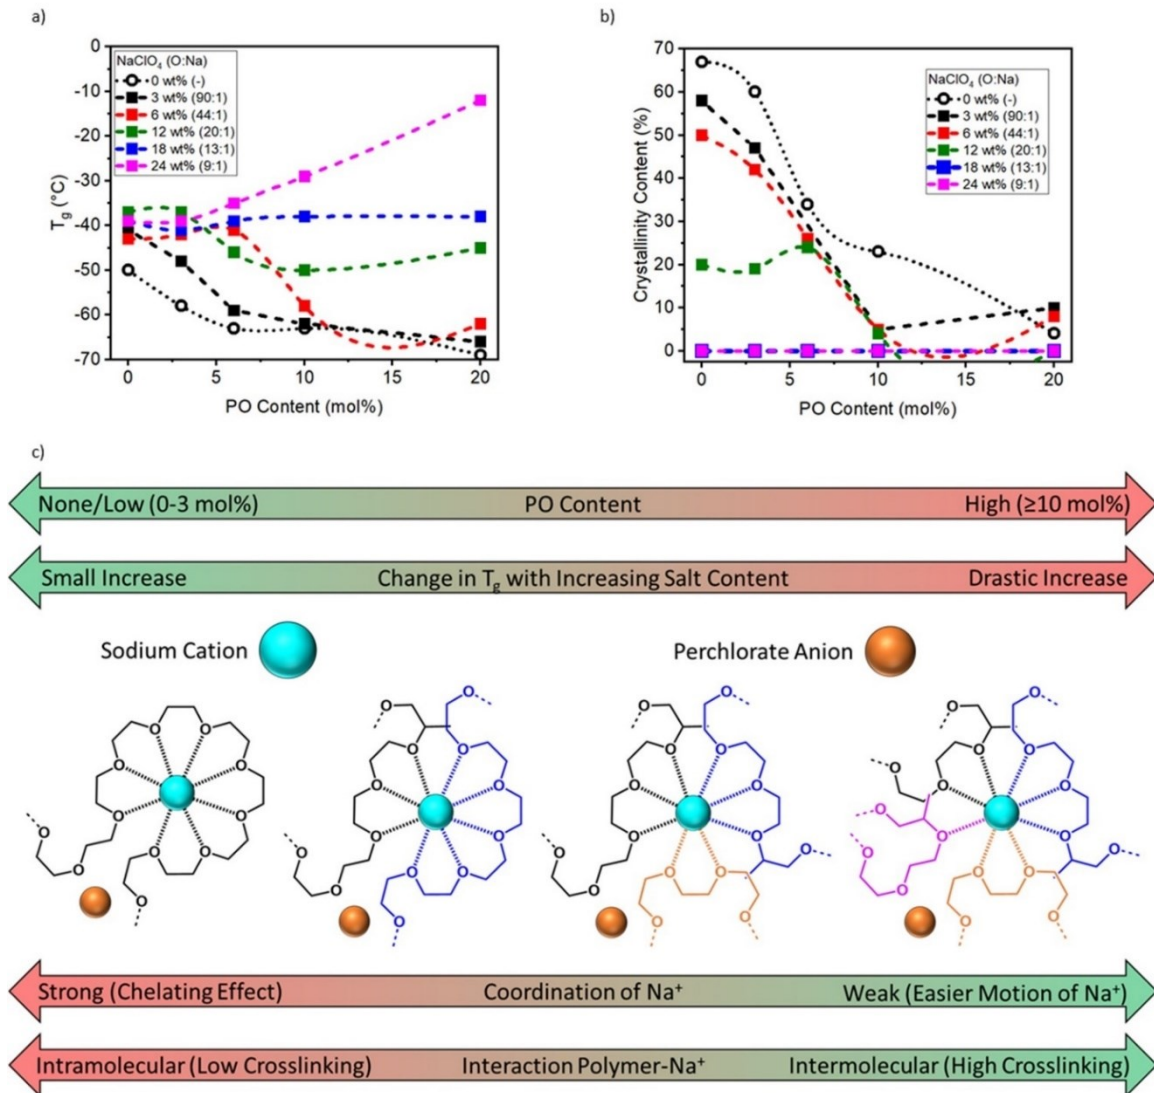 a)
NaClO₄ (O:Na)
0 wt% (-)
3 wt% (90:1)
6 wt% (44:1)
12 wt% (20:1)
18 wt% (13:1)
24 wt% (9:1)
0
-10
-20
-30
-40
-50
-60
-70
T_g (°C)
0 5 10 15 20
PO Content (mol%)
b)
NaClO₄ (O:Na)
0 wt% (-)
3 wt% (90:1)
6 wt% (44:1)
12 wt% (20:1)
18 wt% (13:1)
24 wt% (9:1)
70
60
50
40
30
20
10
0
Crystallinity Content (%)
0 5 10 15 20
PO Content (mol%)
c)
None/Low (0-3 mol%) PO Content High (≥10 mol%)
Small Increase Change in T_g with Increasing Salt Content Drastic Increase
Sodium Cation Perchlorate Anion
O O O O O O O O O O O
O O O O O O O O O O O O
O O O O O O O O O O O O O O
O O O O O O O O O O O O O O O O
Strong (Chelating Effect) Coordination of Na⁺ Weak (Easier Motion of Na⁺)
Intramolecular (Low Crosslinking) Interaction Polymer-Na⁺ Intermolecular (High Crosslinking)